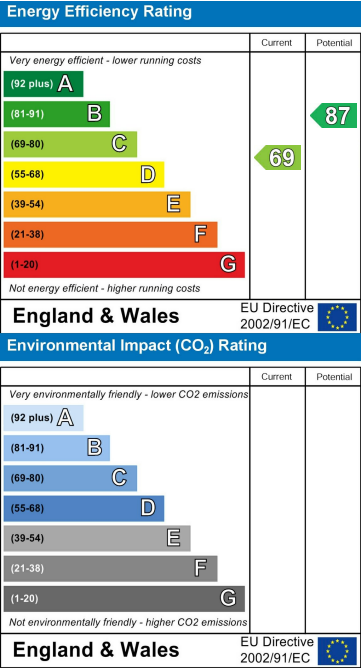 Energy Efficiency Rating
Current Potential
Very energy efficient - lower running costs
(92 plus) A
(81-91) B
87
(69-80) C
69
(55-68) D
(39-54) E
(21-38) F
(1-20) G
Not energy efficient - higher running costs
England & Wales
EU Directive
2002/91/EC
Environmental Impact (CO₂) Rating
Current Potential
Very environmentally friendly - lower CO2 emissions
(92 plus) A
(81-91) B
(69-80) C
(55-68) D
(39-54) E
(21-38) F
(1-20) G
Not environmentally friendly - higher CO2 emissions
England & Wales
EU Directive
2002/91/EC